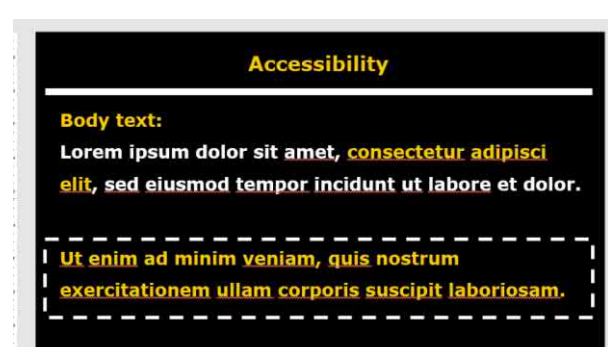 Accessibility
Body text:
Lorem ipsum dolor sit amet, consectetur adipisci
elit, sed eiusmod tempor incidunt ut labore et dolor.
Ut enim ad minim veniam, quis nostrum
exercitationem ullam corporis suscipit laboriosam.